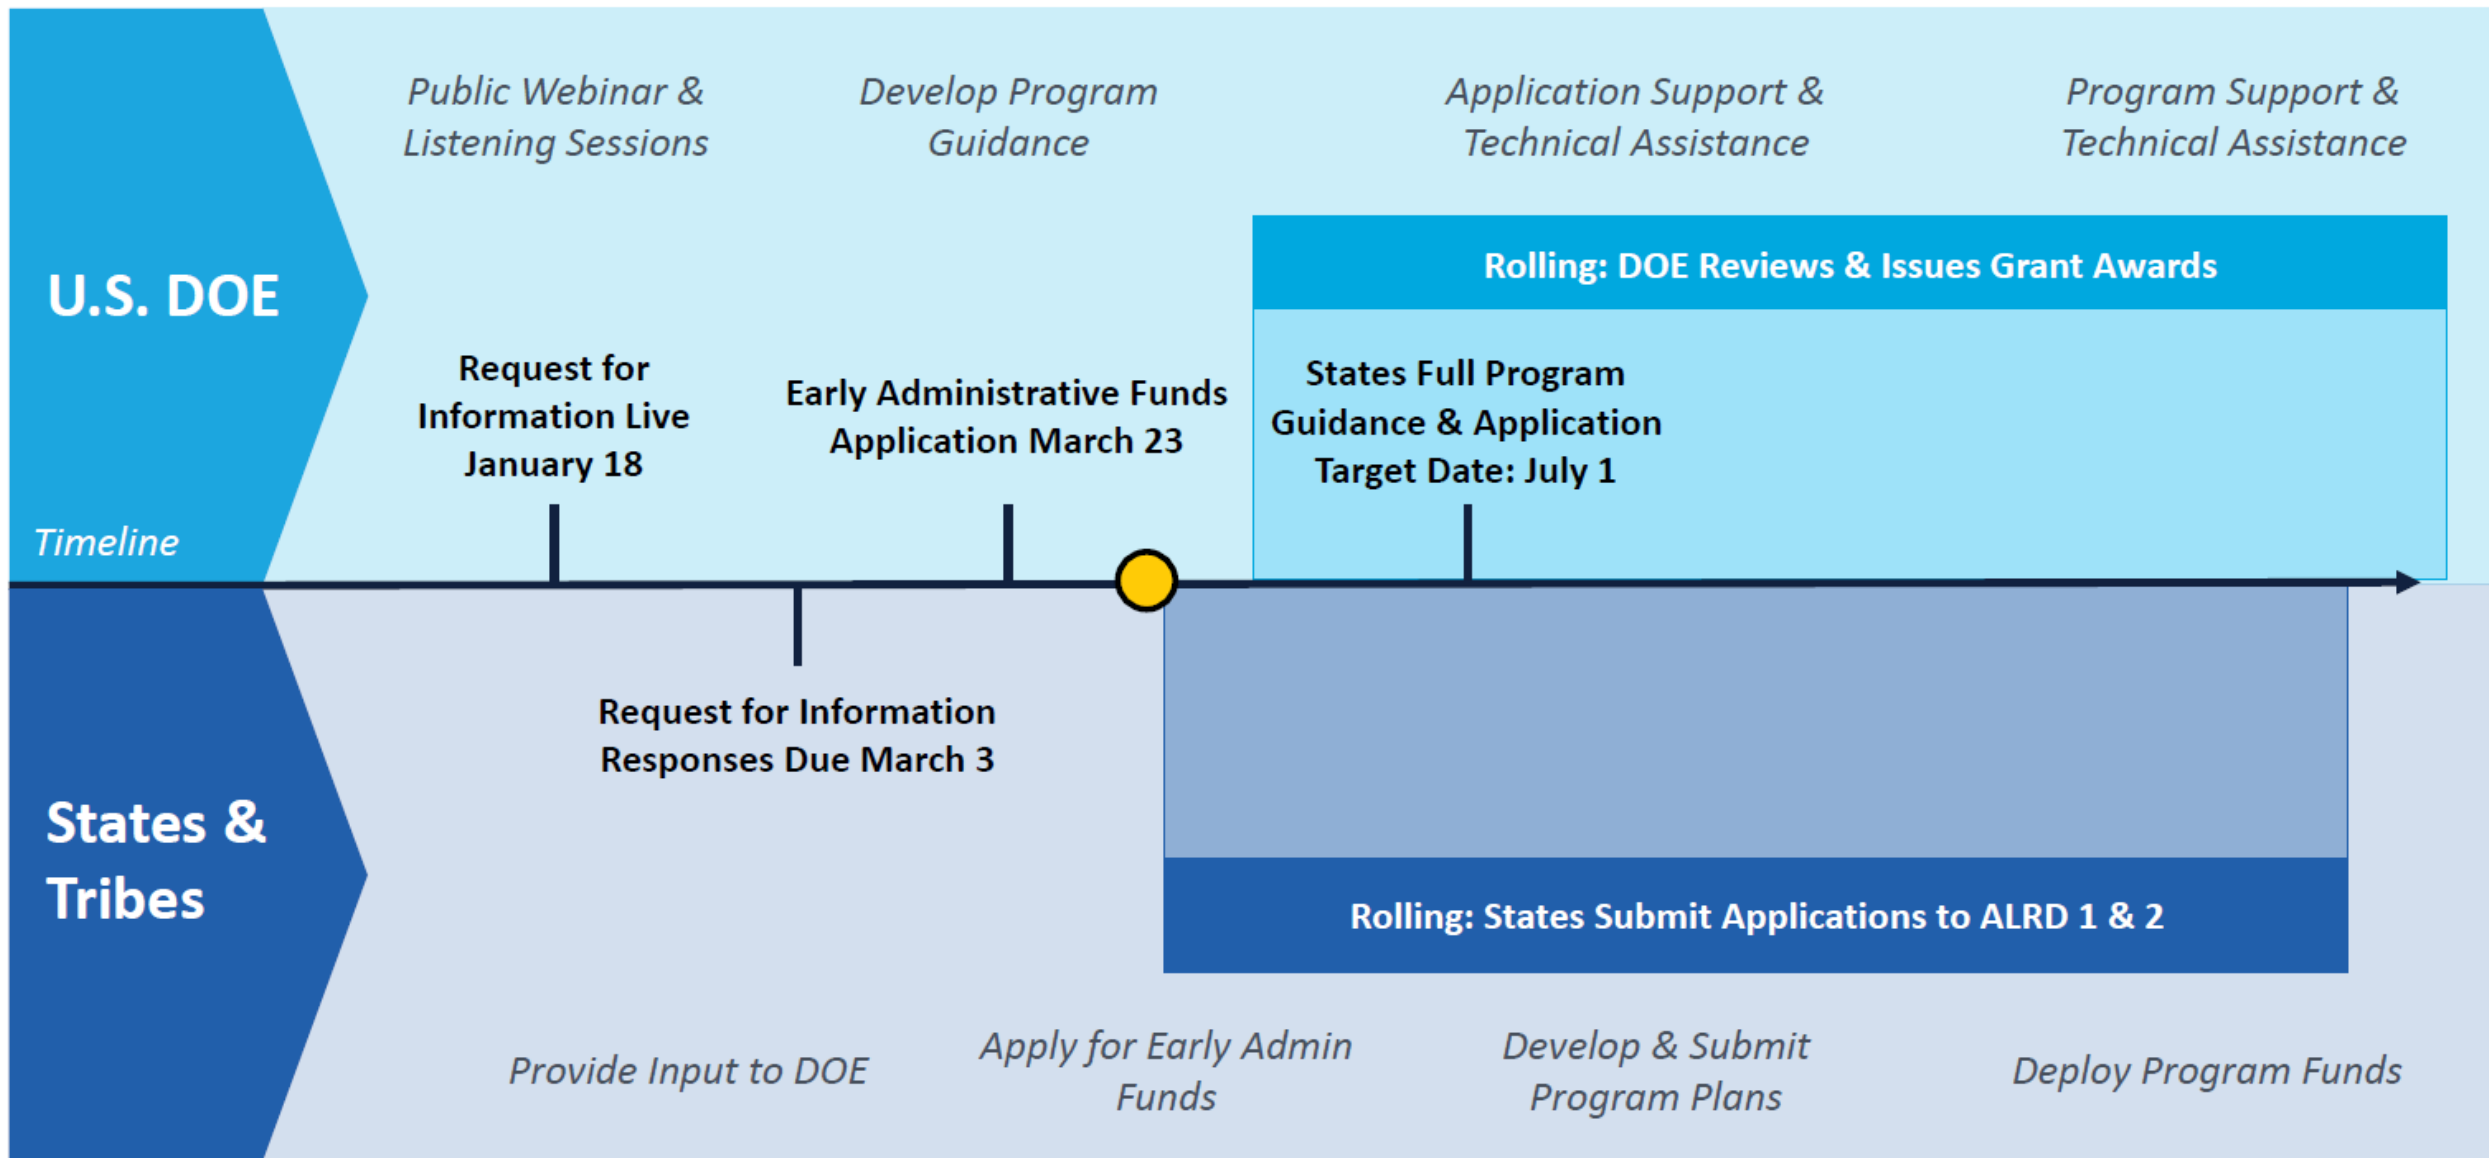 Public Webinar &
Listening Sessions
Develop Program
Guidance
Application Support &
Technical Assistance
Program Support &
Technical Assistance
U.S. DOE
Rolling: DOE Reviews & Issues Grant Awards
Request for
Information Live
January 18
Early Administrative Funds
Application March 23
States Full Program
Guidance & Application
Target Date: July 1
Timeline
Request for Information
Responses Due March 3
States &
Tribes
Rolling: States Submit Applications to ALRD 1 & 2
Provide Input to DOE
Apply for Early Admin
Funds
Develop & Submit
Program Plans
Deploy Program Funds